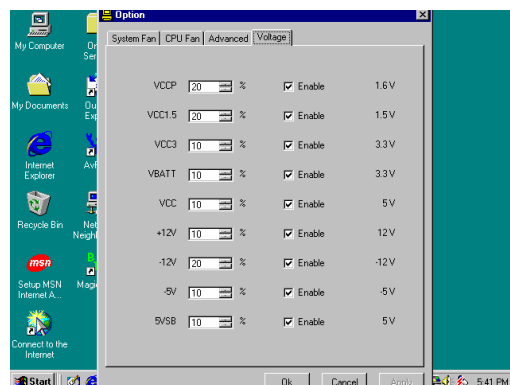 Option
System Fan CPU Fan Advanced Voltage
VCCP 20 % Enable 1.6 V
VCC1.5 20 % Enable 1.5 V
VCC3 10 % Enable 3.3 V
VBATT 10 % Enable 3.3 V
VCC 10 % Enable 5 V
+12V 10 % Enable 12 V
-12V 20 % Enable -12 V
-5V 10 % Enable -5 V
5VSB 10 % Enable 5 V
Ok Cancel Apply
My Computer
My Documents
Internet
Explorer
Recycle Bin
msn
Setup MSN
Internet A...
Connect to the
Internet
Start
5:41 PM